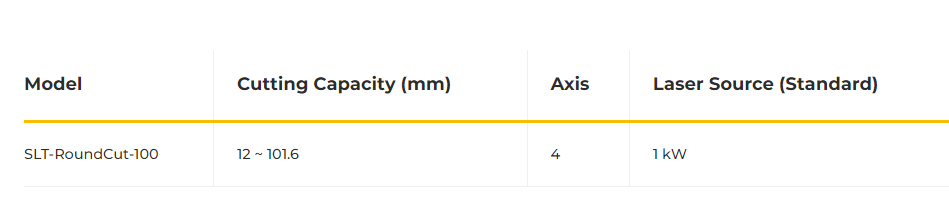 Model Cutting Capacity (mm) Axis Laser Source (Standard)
SLT-RoundCut-100 12 ~ 101.6 4 1 kW